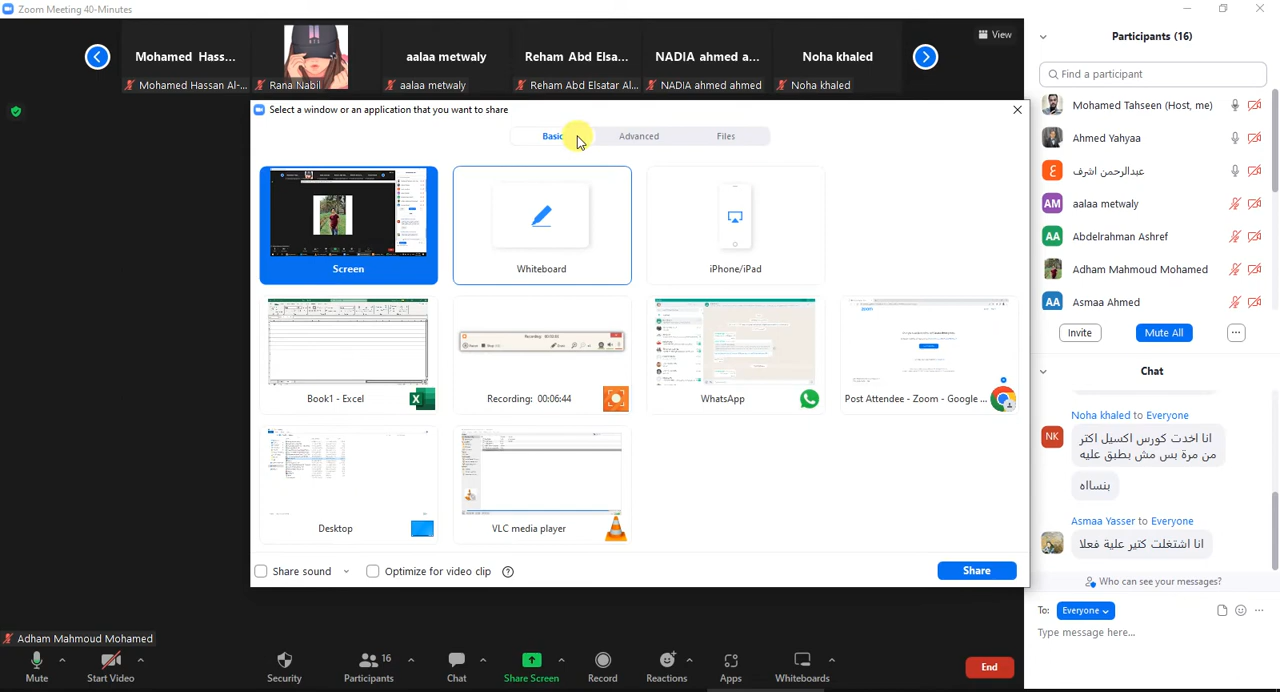 Zoom Meeting 40-Minutes
View
Mohamed Hass...
aalaa metwaly
Reham Abd Elsa...
NADIA ahmed a...
Noha khaled
Mohamed Hassan Al-...
Rana Nabil
aalaa metwaly
Reham Abd Elsatar Al...
NADIA ahmed ahmed
Noha khaled
Select a window or an application that you want to share
Basic
Advanced
Files
Screen
Whiteboard
iPhone/iPad
Book1 - Excel
Recording: 00:06:44
WhatsApp
Post Attendee - Zoom - Google ...
Desktop
VLC media player
Share sound
Optimize for video clip
Share
Adham Mahmoud Mohamed
Mute
Start Video
Security
16
Participants
Chat
Share Screen
Record
Reactions
Apps
Whiteboards
End
Participants (16)
Find a participant
Mohamed Tahseen (Host, me)
Ahmed Yahyaa
ع عبدالرحمن اشرف
AM aalaa metwaly
AA Abdelrahman Ashref
Adham Mahmoud Mohamed
AA Asmaa Ahmed
Invite
Mute All
Chat
Noha khaled to Everyone
NK
انا اخدت كورس اكسيل اكثر
من مرة بس مش بطبق عليه
بنسااه
Asmaa Yasser to Everyone
انا اشتغلت كتير علية فعلا
Who can see your messages?
To: Everyone
Type message here...